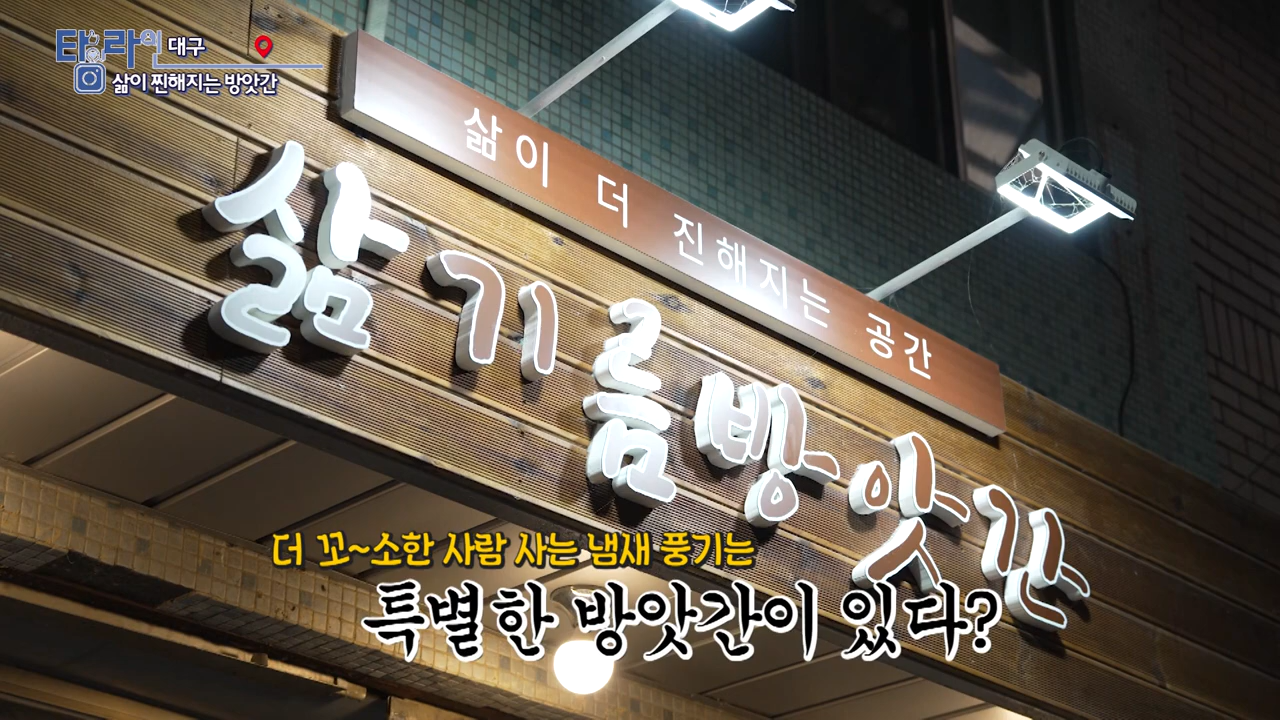 타라이 대구
삶이 찐해지는 방앗간
삶이 더 진해지는 공간
삶기름방앗간
더 꼬~소한 사람 사는 냄새 풍기는
특별한 방앗간이 있다?